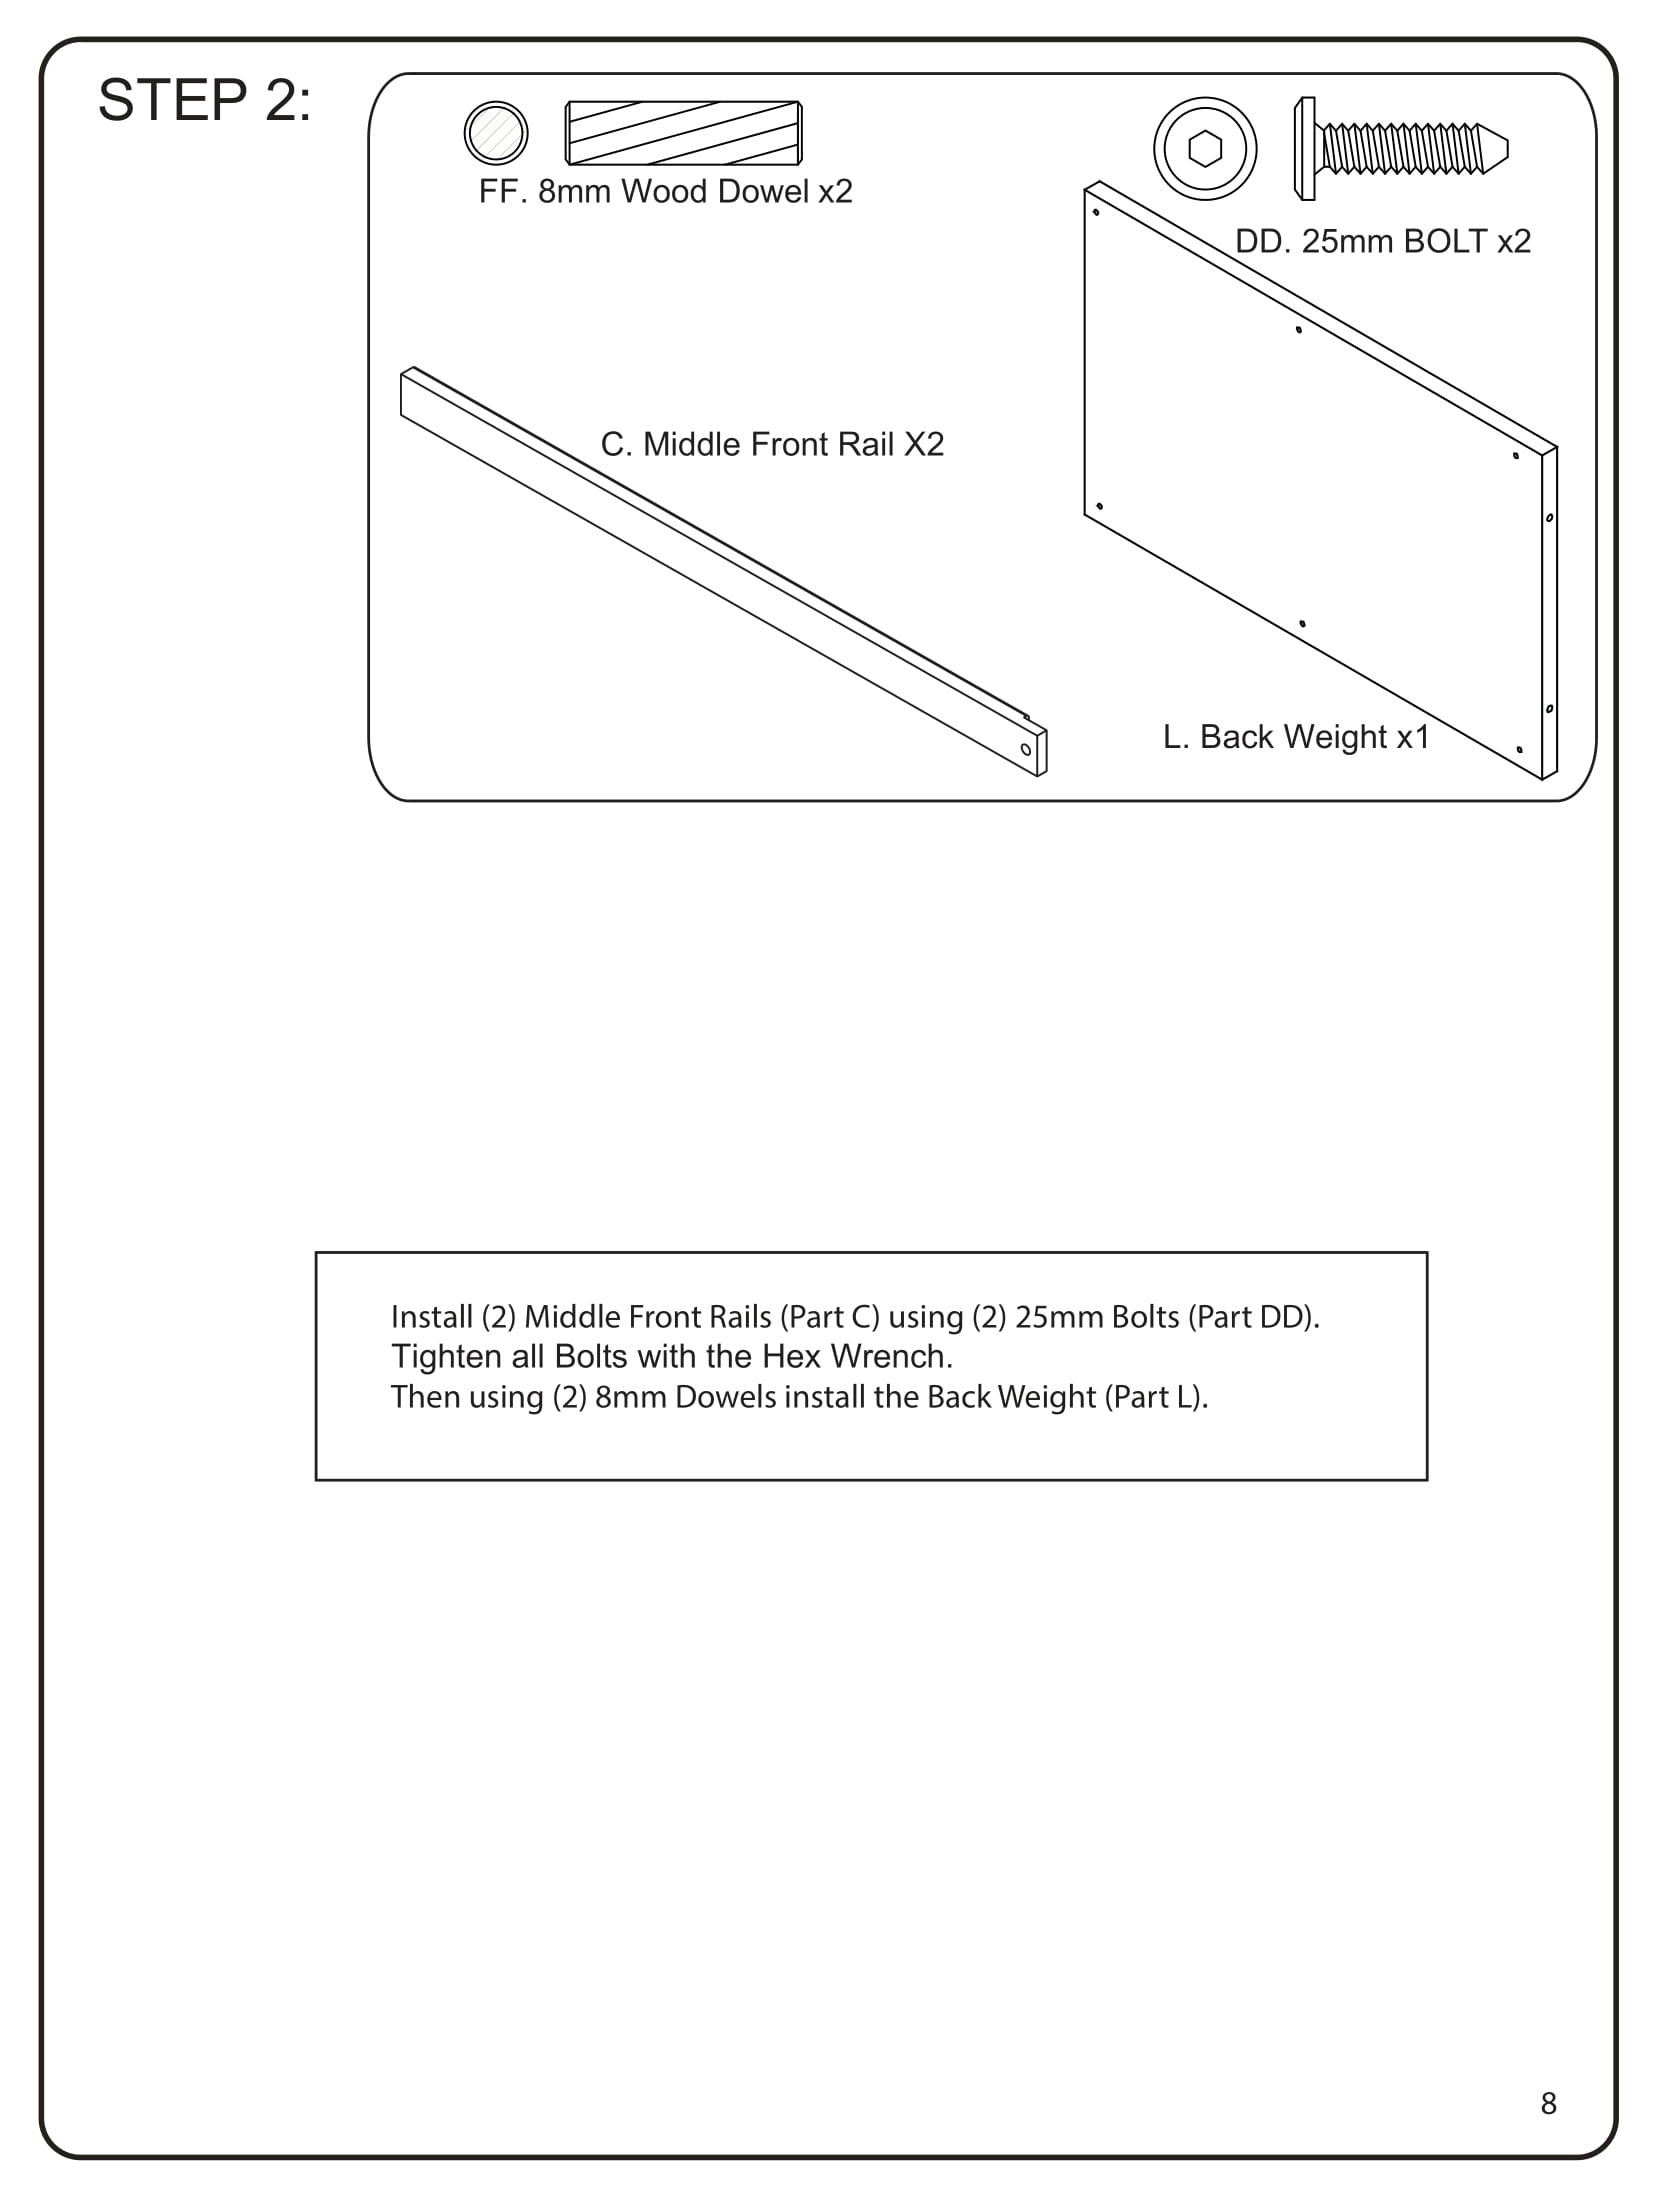 STEP 2:
FF. 8mm Wood Dowel x2
DD. 25mm BOLT x2
C. Middle Front Rail X2
L. Back Weight x1
Install (2) Middle Front Rails (Part C) using (2) 25mm Bolts (Part DD).
Tighten all Bolts with the Hex Wrench.
Then using (2) 8mm Dowels install the Back Weight (Part L).
8